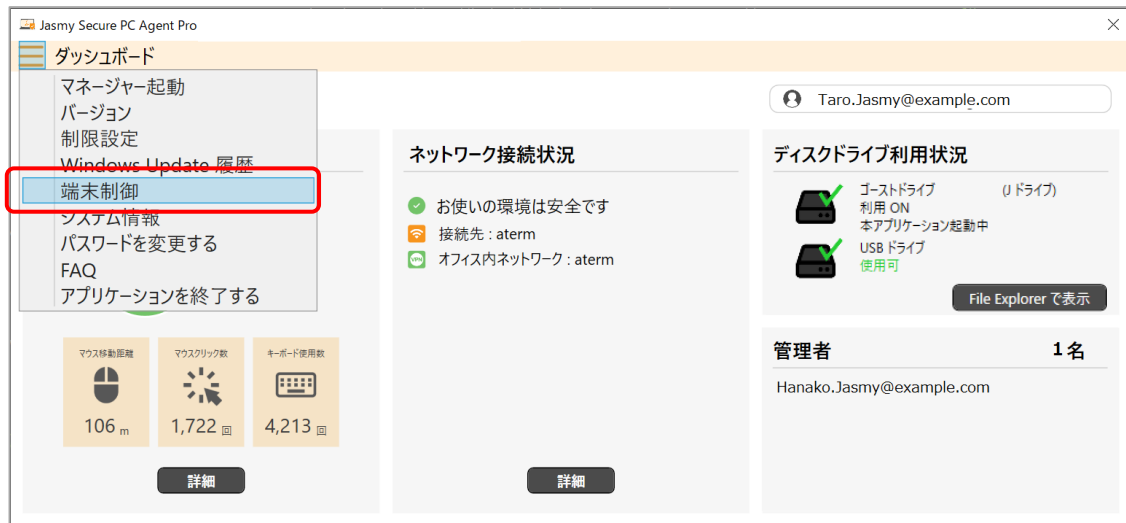 Jasmy Secure PC Agent Pro
ダッシュボード
マネージャー起動
バージョン
制限設定
Windows Update 履歴
端末制御
システム情報
パスワードを変更する
FAQ
アプリケーションを終了する
マウス移動距離
106 m
マウスクリック数
1,722 回
キーボード使用数
4,213 回
詳細
ネットワーク接続状況
お使いの環境は安全です
接続先 : aterm
VPN オフィス内ネットワーク : aterm
詳細
Taro.Jasmy@example.com
ディスクドライブ利用状況
ゴーストドライブ (J ドライブ)
利用 ON
本アプリケーション起動中
USB ドライブ
使用可
File Explorer で表示
管理者 1 名
Hanako.Jasmy@example.com